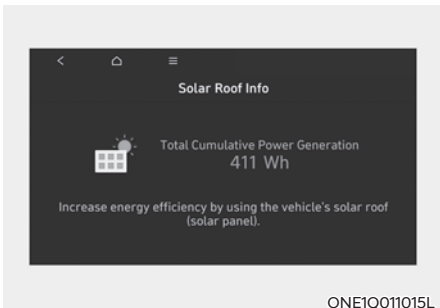 Solar Roof Info
Total Cumulative Power Generation
411 Wh
Increase energy efficiency by using the vehicle's solar roof
(solar panel).
ONE1O011015L